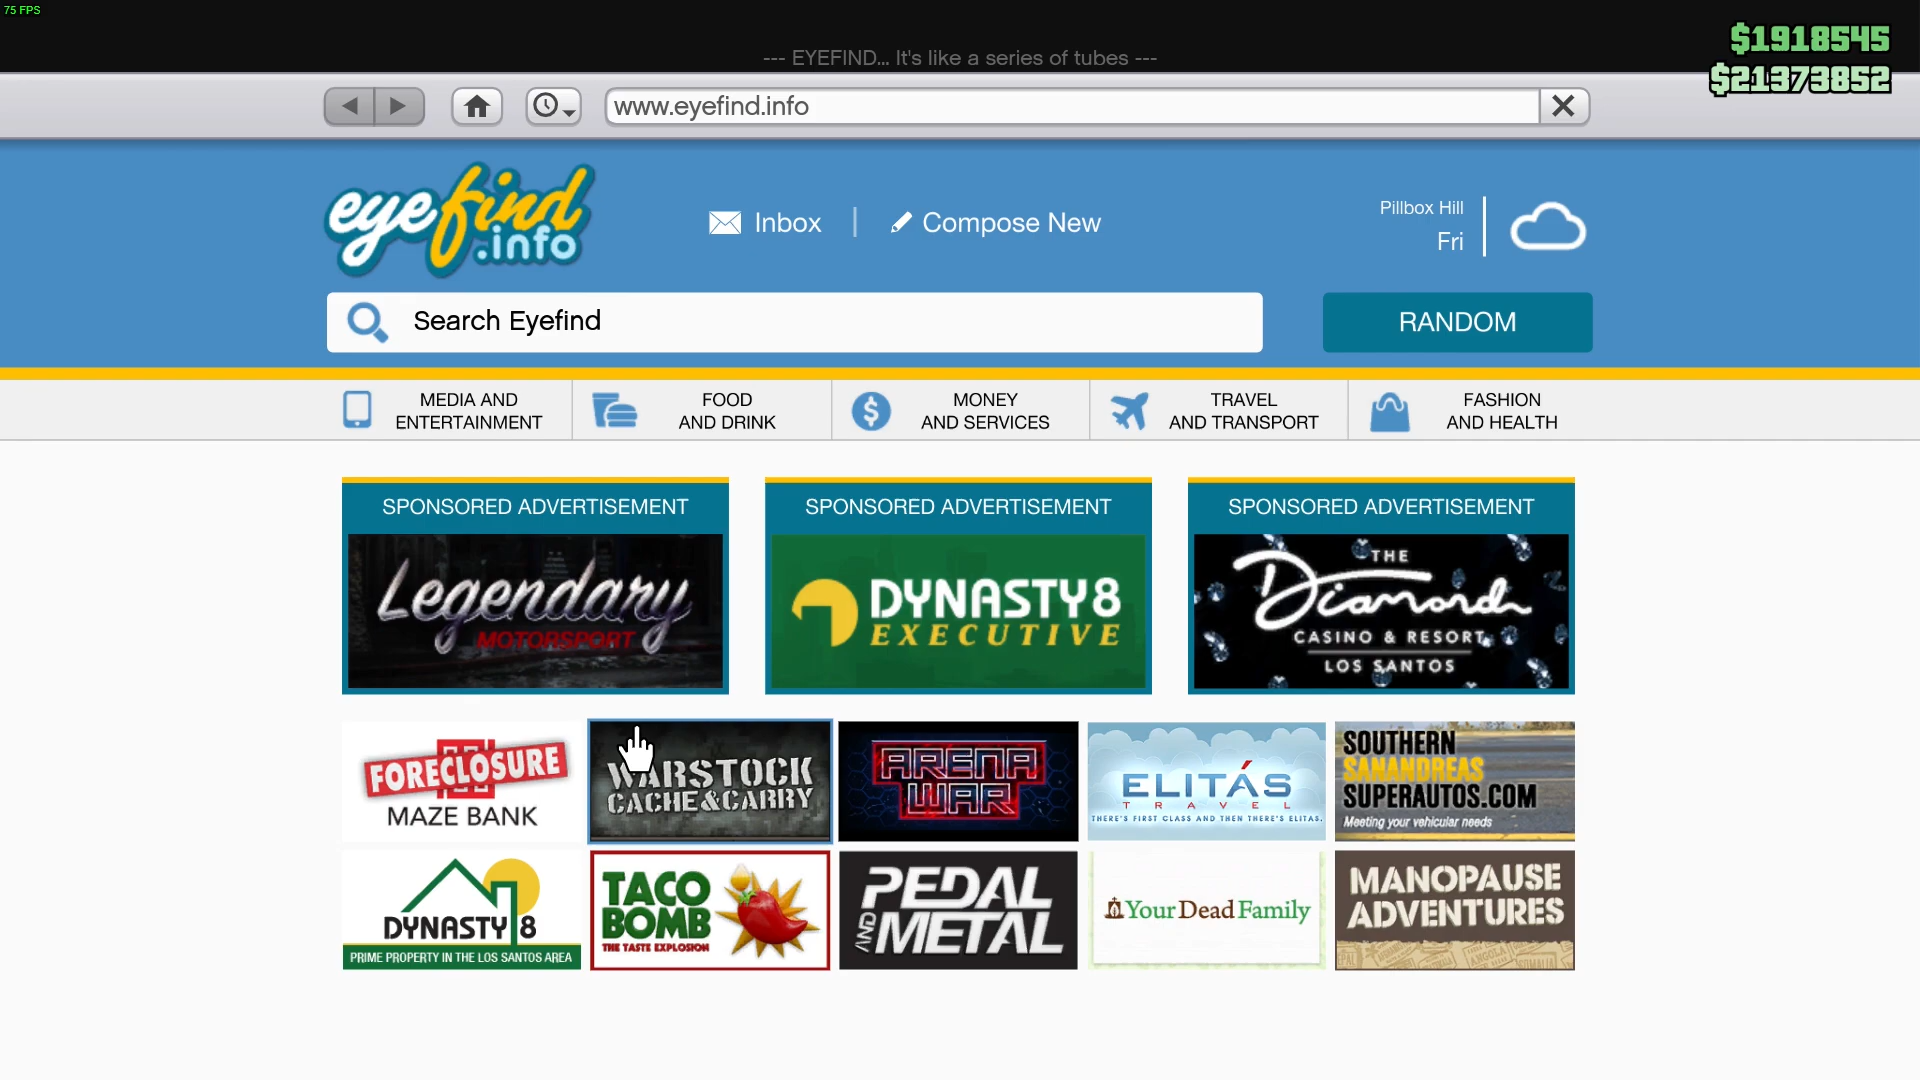 75 FPS
$1918545
--- EYEFIND... It's like a series of tubes ---
$21373852
www.eyefind.info
eyefind
.info
Inbox
Compose New
Pillbox Hill
Fri
Search Eyefind
RANDOM
MEDIA AND
ENTERTAINMENT
FOOD
AND DRINK
MONEY
AND SERVICES
TRAVEL
AND TRANSPORT
FASHION
AND HEALTH
SPONSORED ADVERTISEMENT
Legendary
MOTORSPORT
SPONSORED ADVERTISEMENT
DYNASTY8
EXECUTIVE
SPONSORED ADVERTISEMENT
THE
Diamond
CASINO & RESORT
LOS SANTOS
FORECLOSURE
MAZE BANK
WARSTOCK
CACHE&CARRY
ARENA
WAR
ELITÁS
TRAVEL
THERE'S FIRST CLASS AND THEN THERE'S ELITAS.
SOUTHERN
SANANDREAS
SUPERAUTOS.COM
Meeting your vehicular needs
DYNASTY 8
PRIME PROPERTY IN THE LOS SANTOS AREA
TACO
BOMB
THE TASTE EXPLOSION
PEDAL
AND METAL
YourDeadFamily
MANOPAUSE
ADVENTURES